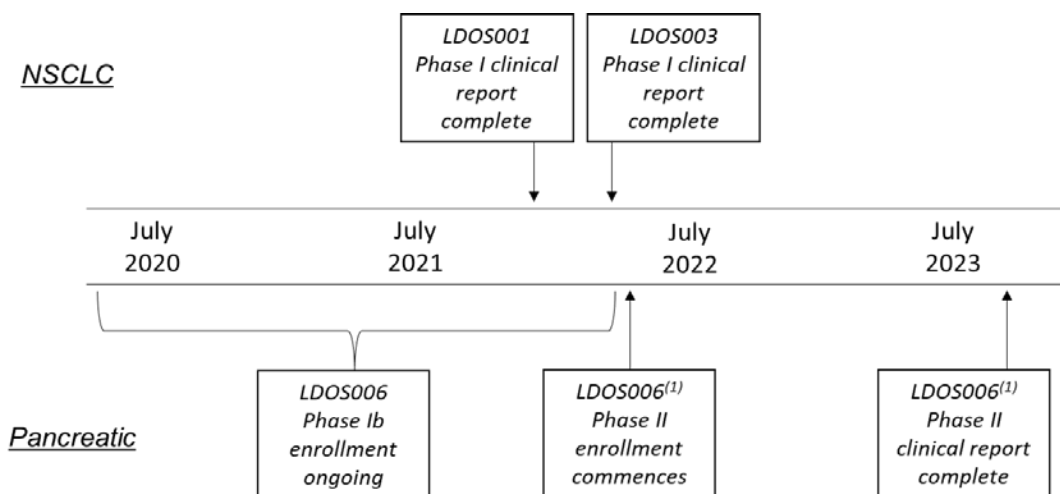 NSCLC
LDOS001
Phase I clinical
report
complete
LDOS003
Phase I clinical
report
complete
July
2020
July
2021
July
2022
July
2023
Pancreatic
LDOS006
Phase Ib
enrollment
ongoing
LDOS006(1)
Phase II
enrollment
commences
LDOS006(1)
Phase II
clinical report
complete